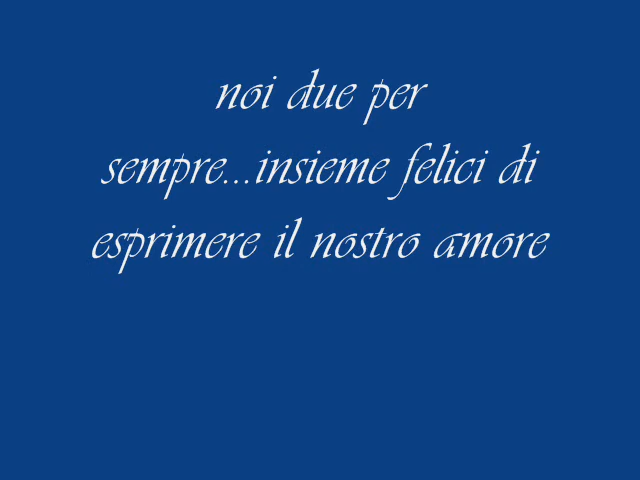 noi due per
sempre...insieme felici di
esprimere il nostro amore